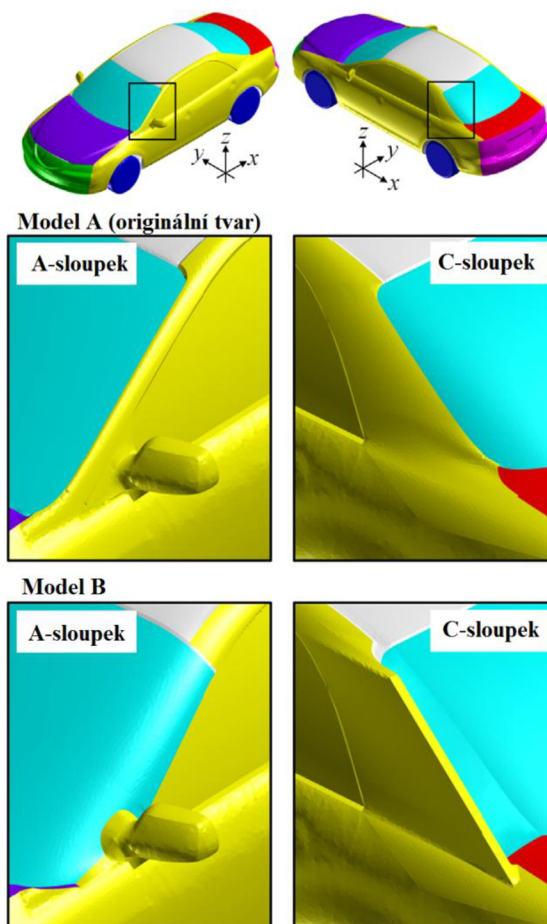 z
y
x
z
y
x
Model A (originální tvar)
A-sloupek
C-sloupek
Model B
A-sloupek
C-sloupek